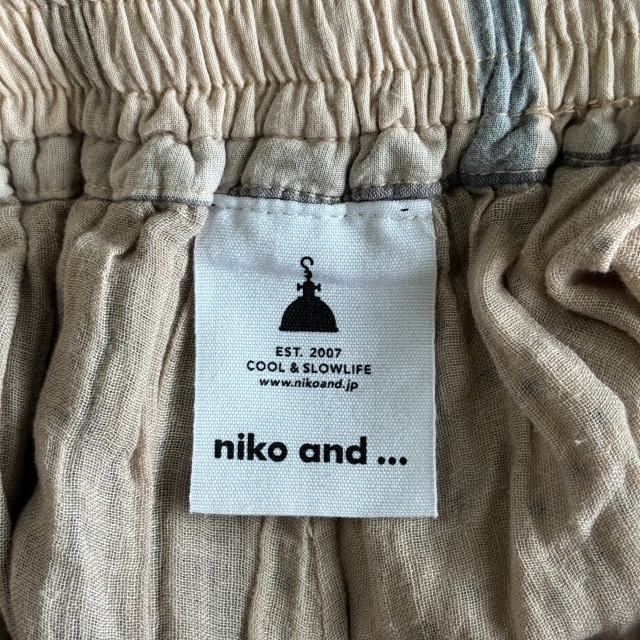 EST. 2007
COOL & SLOWLIFE
www.nikoand.jp
niko and ...